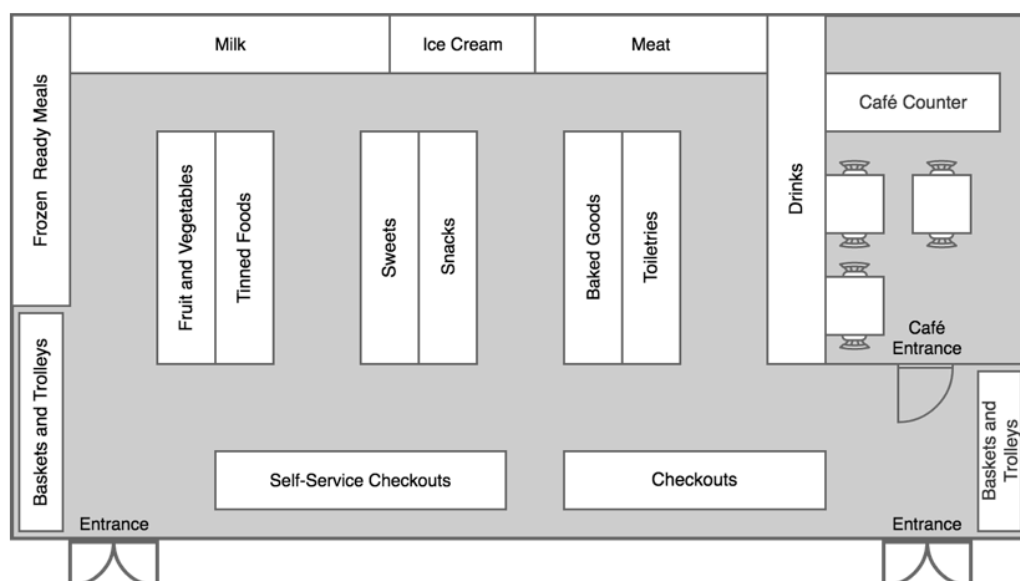 Milk
Ice Cream
Meat
Frozen Ready Meals
Drinks
Café Counter
Fruit and Vegetables
Tinned Foods
Sweets
Snacks
Baked Goods
Toiletries
Café
Entrance
Baskets and Trolleys
Self-Service Checkouts
Checkouts
Baskets and
Trolleys
Entrance
Entrance